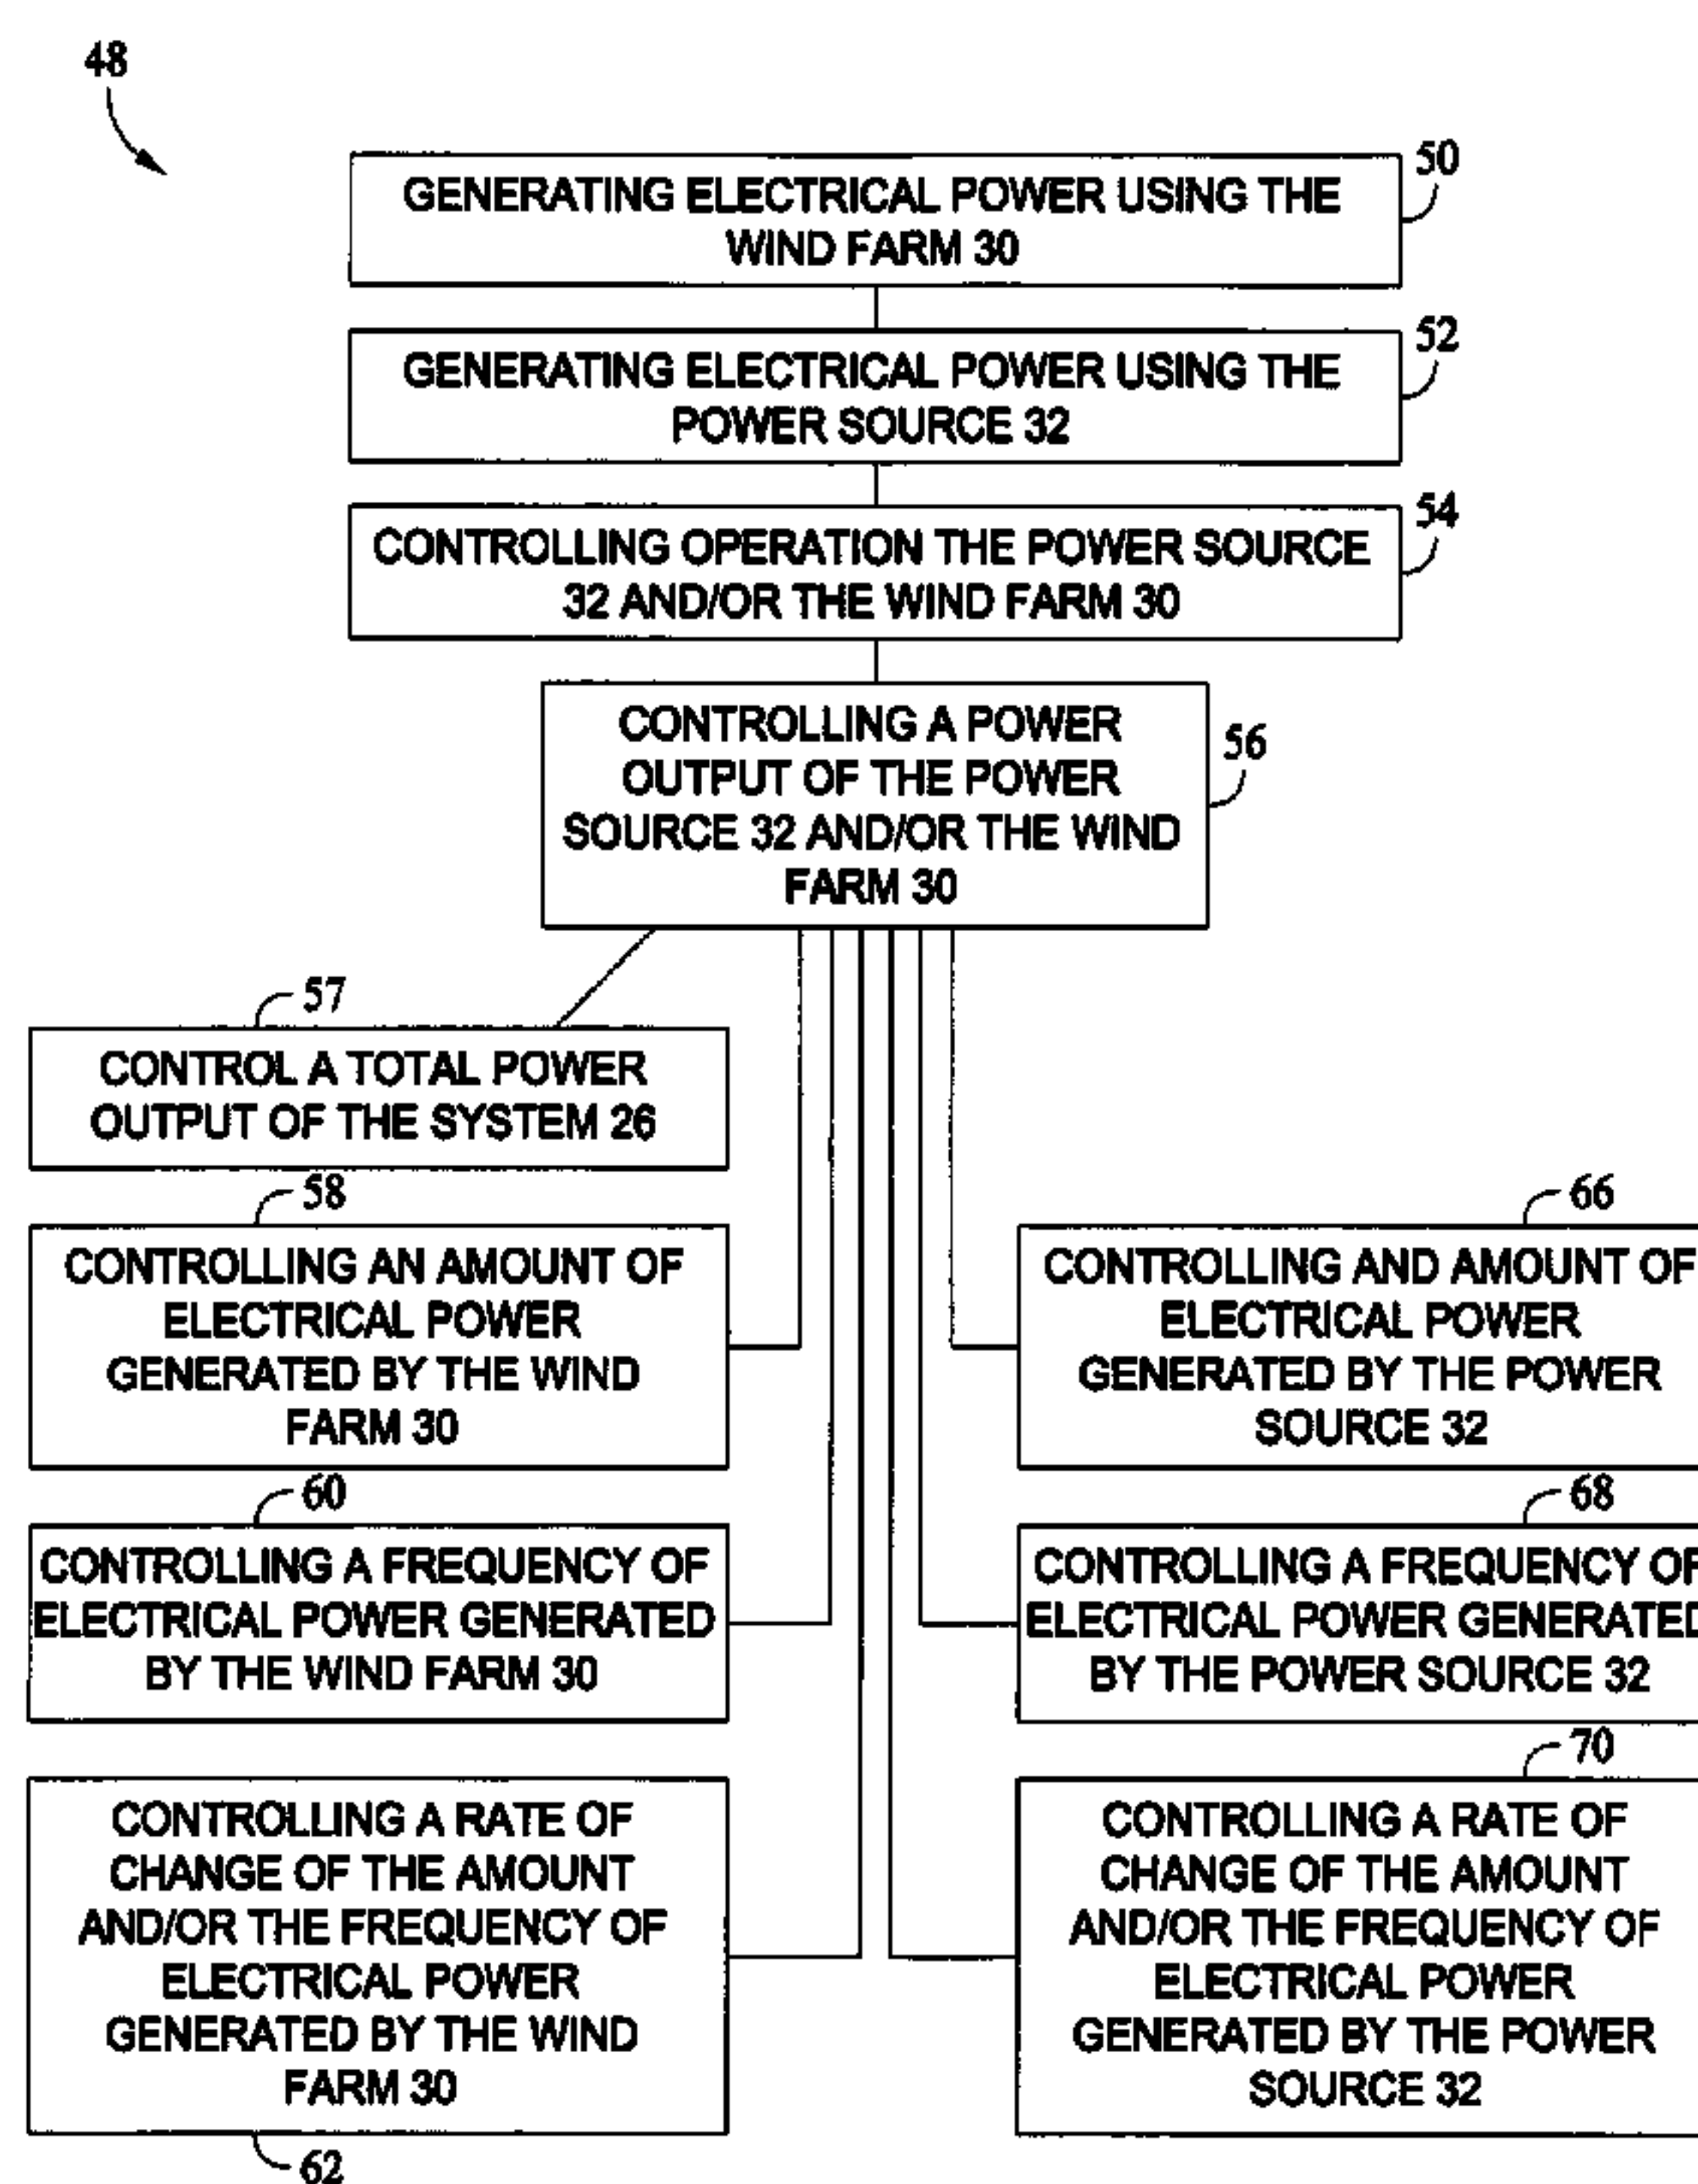 48
50
GENERATING ELECTRICAL POWER USING THE
WIND FARM 30
52
GENERATING ELECTRICAL POWER USING THE
POWER SOURCE 32
54
CONTROLLING OPERATION THE POWER SOURCE
32 AND/OR THE WIND FARM 30
56
CONTROLLING A POWER
OUTPUT OF THE POWER
SOURCE 32 AND/OR THE WIND
FARM 30
57
CONTROL A TOTAL POWER
OUTPUT OF THE SYSTEM 26
58
CONTROLLING AN AMOUNT OF
ELECTRICAL POWER
GENERATED BY THE WIND
FARM 30
60
CONTROLLING A FREQUENCY OF
ELECTRICAL POWER GENERATED
BY THE WIND FARM 30
CONTROLLING A RATE OF
CHANGE OF THE AMOUNT
AND/OR THE FREQUENCY OF
ELECTRICAL POWER
GENERATED BY THE WIND
FARM 30
62
66
CONTROLLING AND AMOUNT OF
ELECTRICAL POWER
GENERATED BY THE POWER
SOURCE 32
68
CONTROLLING A FREQUENCY OF
ELECTRICAL POWER GENERATED
BY THE POWER SOURCE 32
70
CONTROLLING A RATE OF
CHANGE OF THE AMOUNT
AND/OR THE FREQUENCY OF
ELECTRICAL POWER
GENERATED BY THE POWER
SOURCE 32